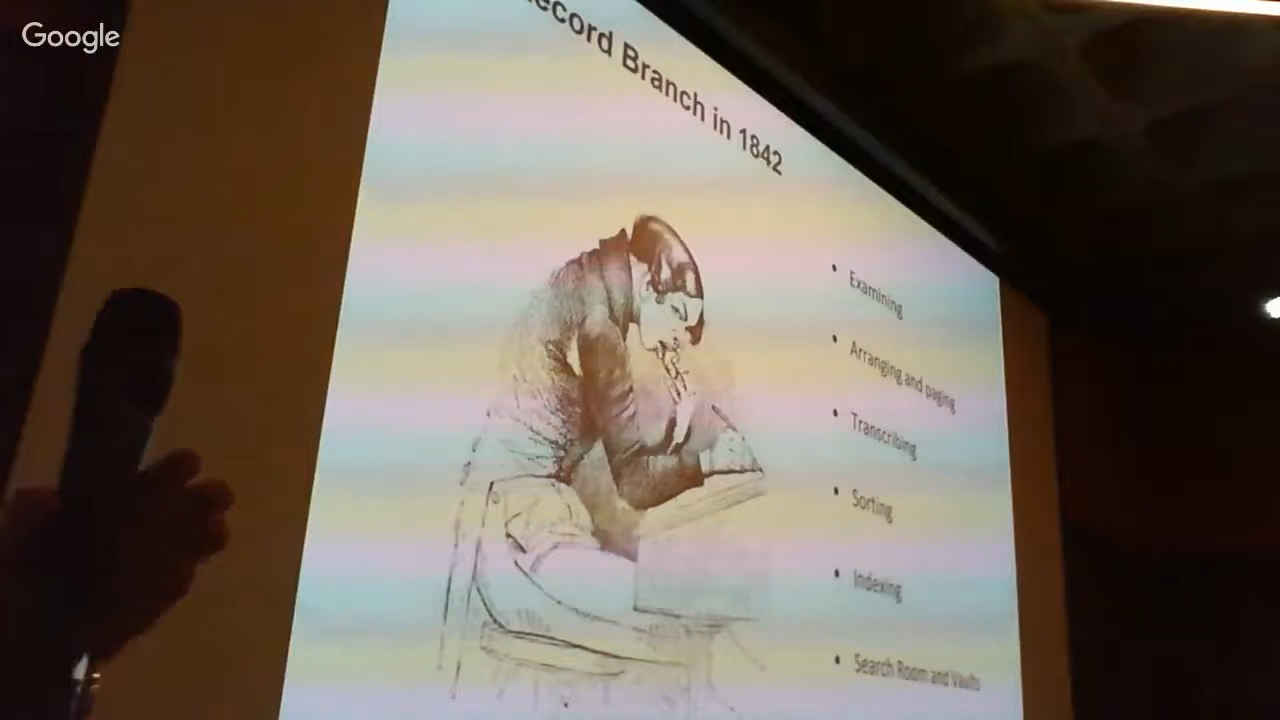 Google
Record Branch in 1842
• Examining
• Arranging and paging
• Transcribing
• Sorting
• Indexing
• Search Room and Vaults